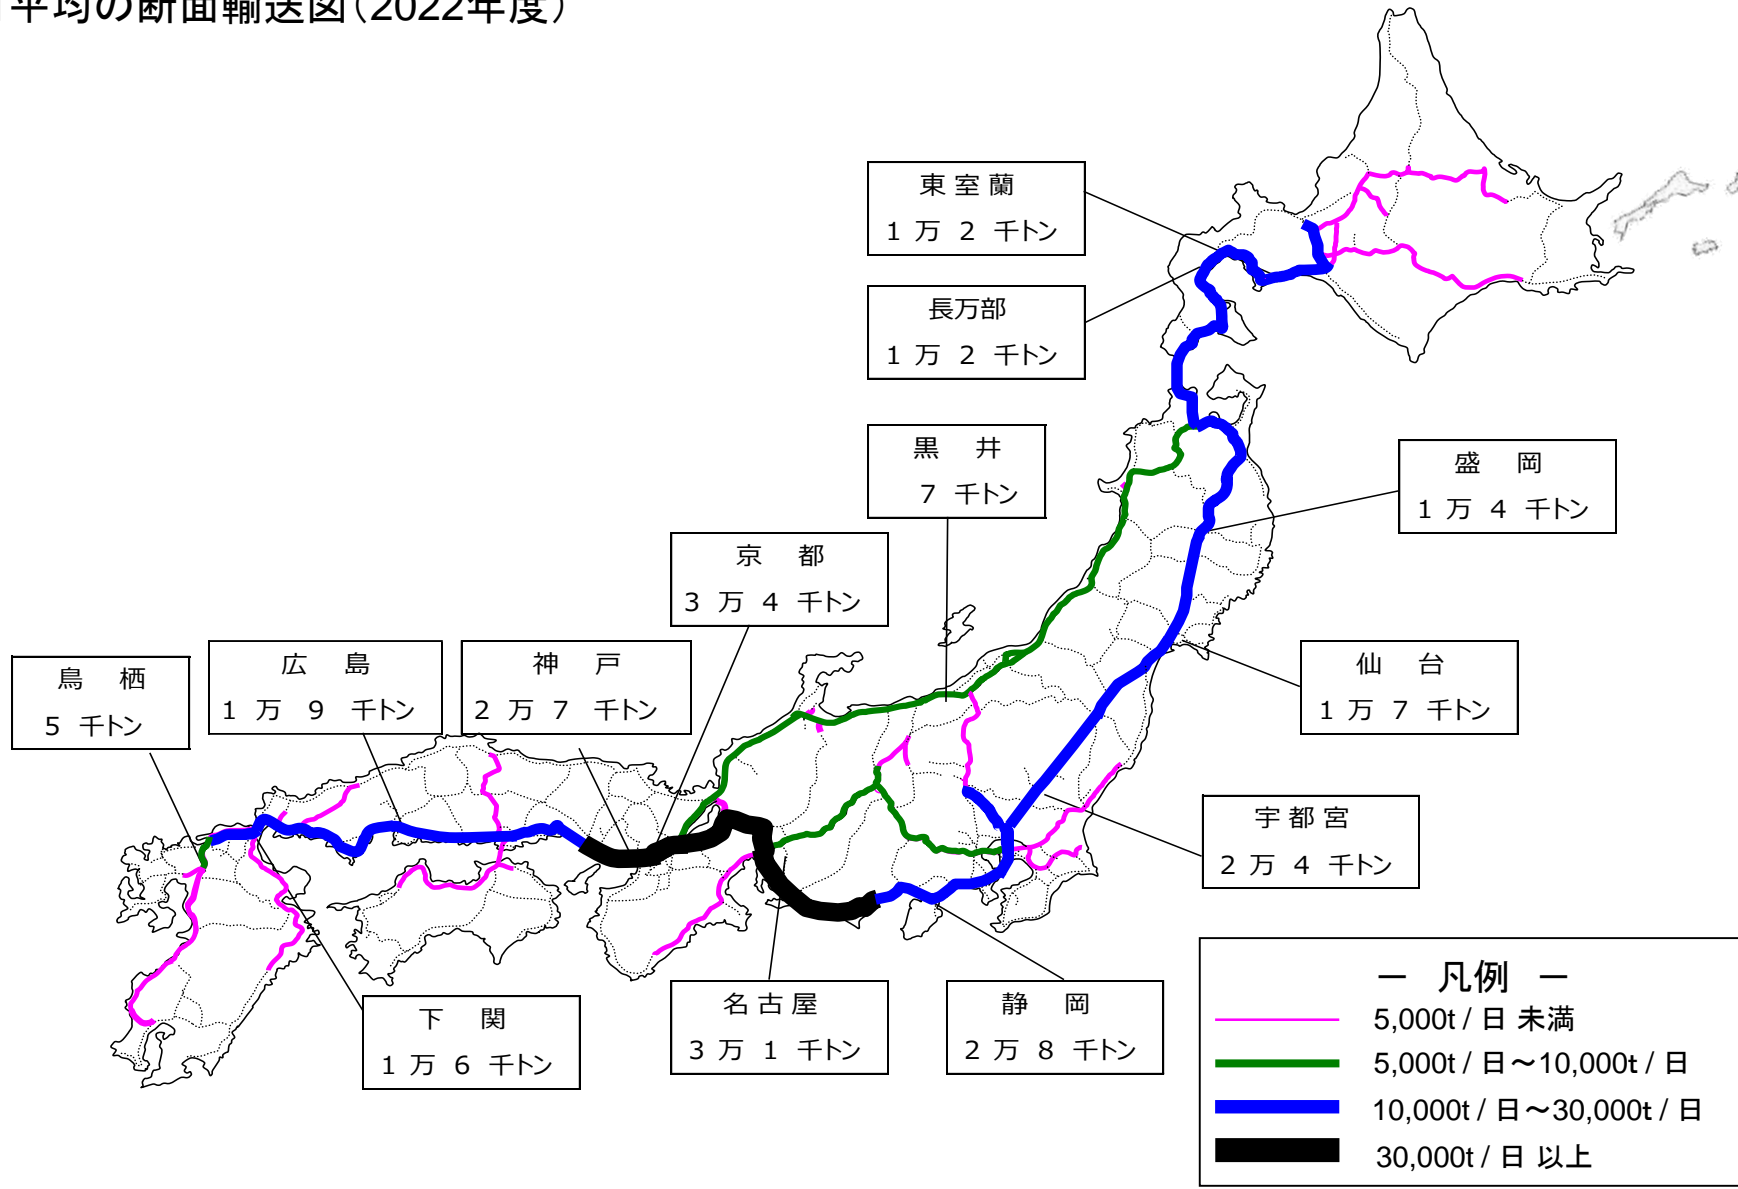 平均の断面輸送図（2022年度）
東室蘭
1万2千トン
長万部
1万2千トン
黒井
7千トン
盛岡
1万4千トン
京都
3万4千トン
鳥栖
5千トン
広島
1万9千トン
神戸
2万7千トン
仙台
1万7千トン
宇都宮
2万4千トン
下関
1万6千トン
名古屋
3万1千トン
静岡
2万8千トン
－ 凡例 －
5,000t / 日 未満
5,000t / 日～10,000t / 日
10,000t / 日～30,000t / 日
30,000t / 日 以上